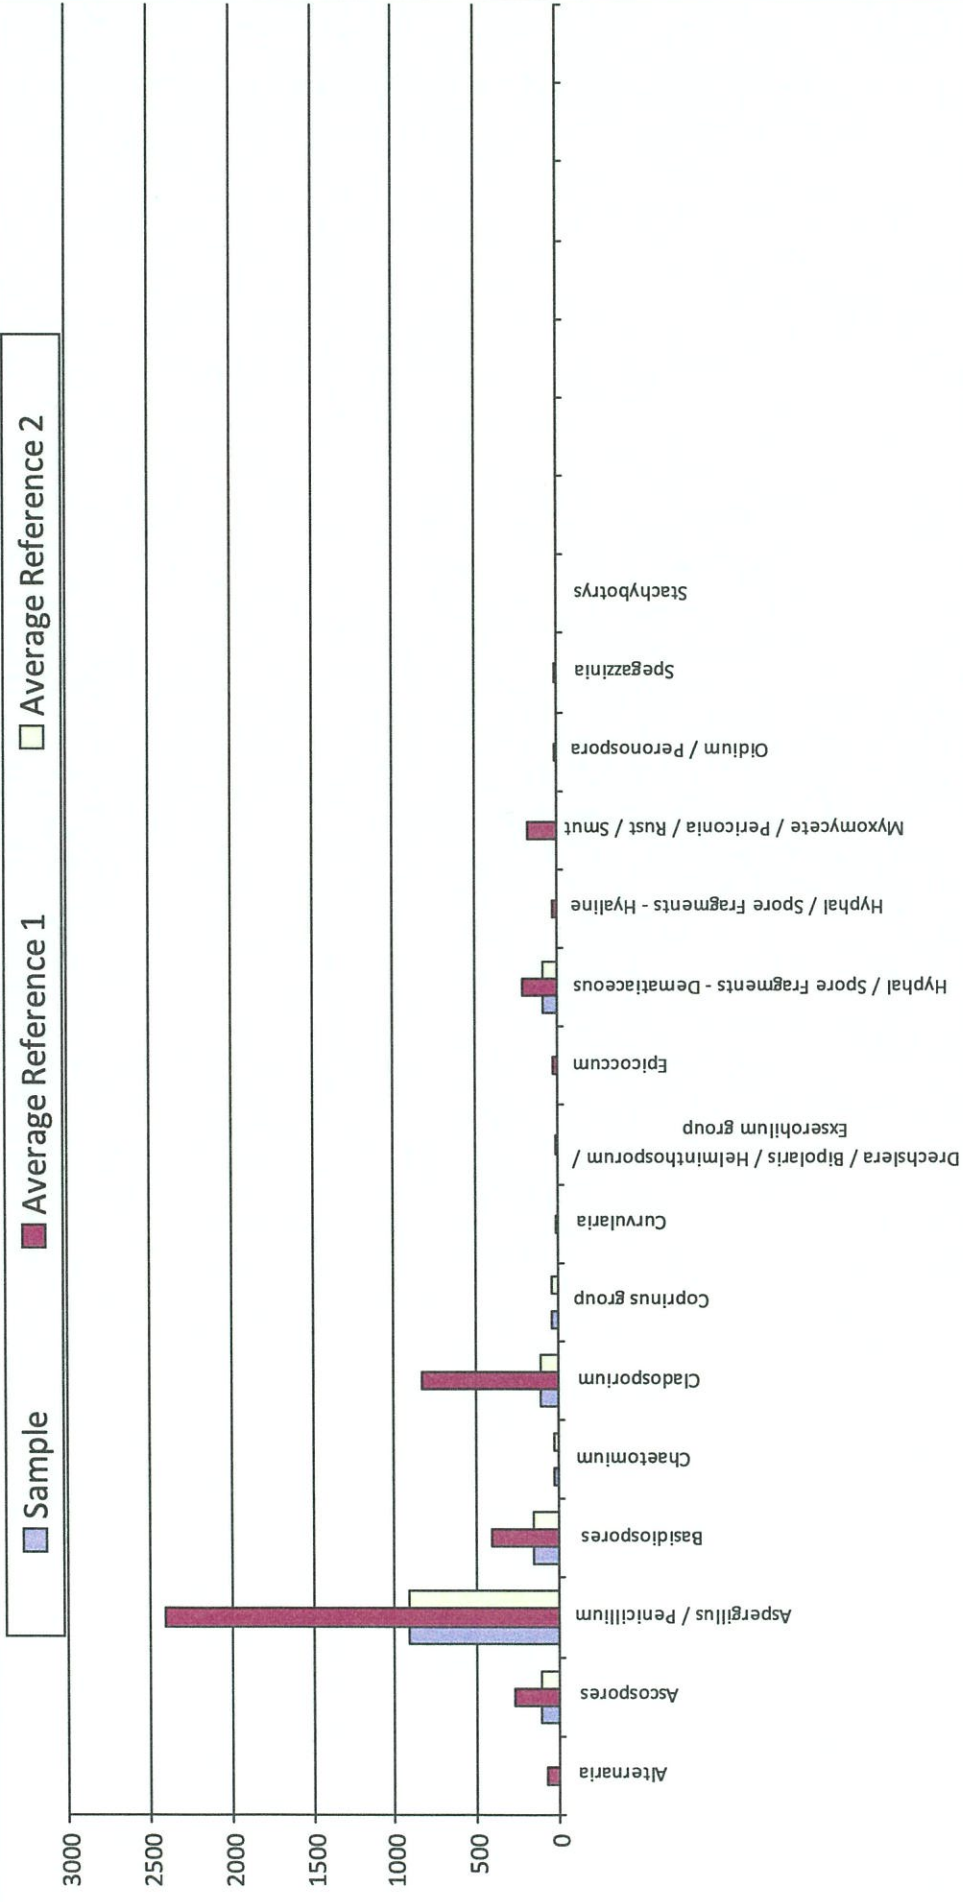 Sample
Average Reference 1
Average Reference 2
3000
2500
2000
1500
1000
500
0
Alternaria
Ascospores
Aspergillus / Penicillium
Basidiospores
Chaetomium
Cladosporium
Coprinus group
Curvularia
Drechslera / Bipolaris / Helminthosporum /
Exserohilum group
Epicoccum
Hyphal / Spore Fragments - Dematiaceous
Hyphal / Spore Fragments - Hyaline
Myxomycete / Periconia / Rust / Smut
Oidium / Peronospora
Spegazzinia
Stachybotrys